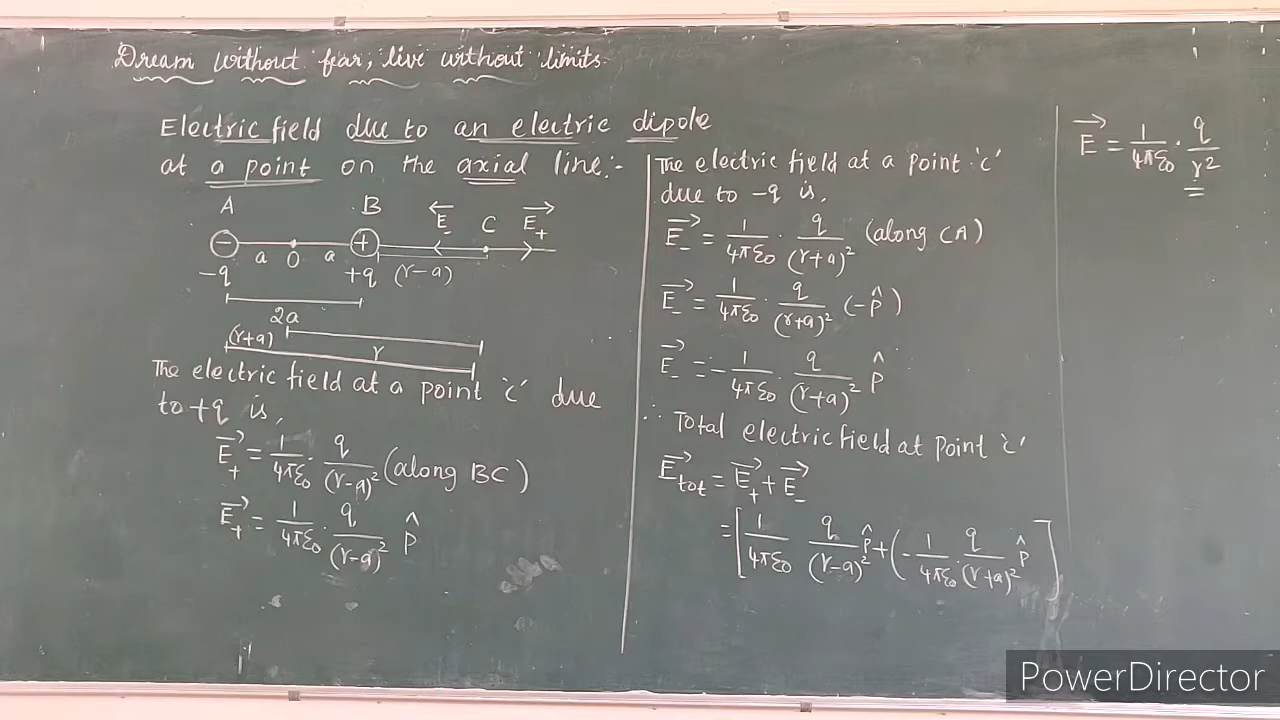 Dream without fear, live without limits.
Electric field due to an electric dipole
at a point on the axial line:-
A B E⃗₋ C E⃗₊
− +
a O a
-q +q (r-a)
2a
(r+a)
r
The electric field at a point 'c' due
to +q is,
E⃗₊ = 1/4πε₀ · q/(r-a)² (along BC)
E⃗₊ = 1/4πε₀ · q/(r-a)² p̂
The electric field at a point 'c'
due to -q is,
E⃗₋ = 1/4πε₀ · q/(r+a)² (along CA)
E⃗₋ = 1/4πε₀ · q/(r+a)² (-p̂)
E⃗₋ = -1/4πε₀ · q/(r+a)² p̂
∴ Total electric field at point 'c'
E⃗tot = E⃗₊ + E⃗₋
= [1/4πε₀ q/(r-a)² p̂ + (-1/4πε₀ · q/(r+a)² p̂]
E⃗ = 1/4πε₀ · q/r²
PowerDirector